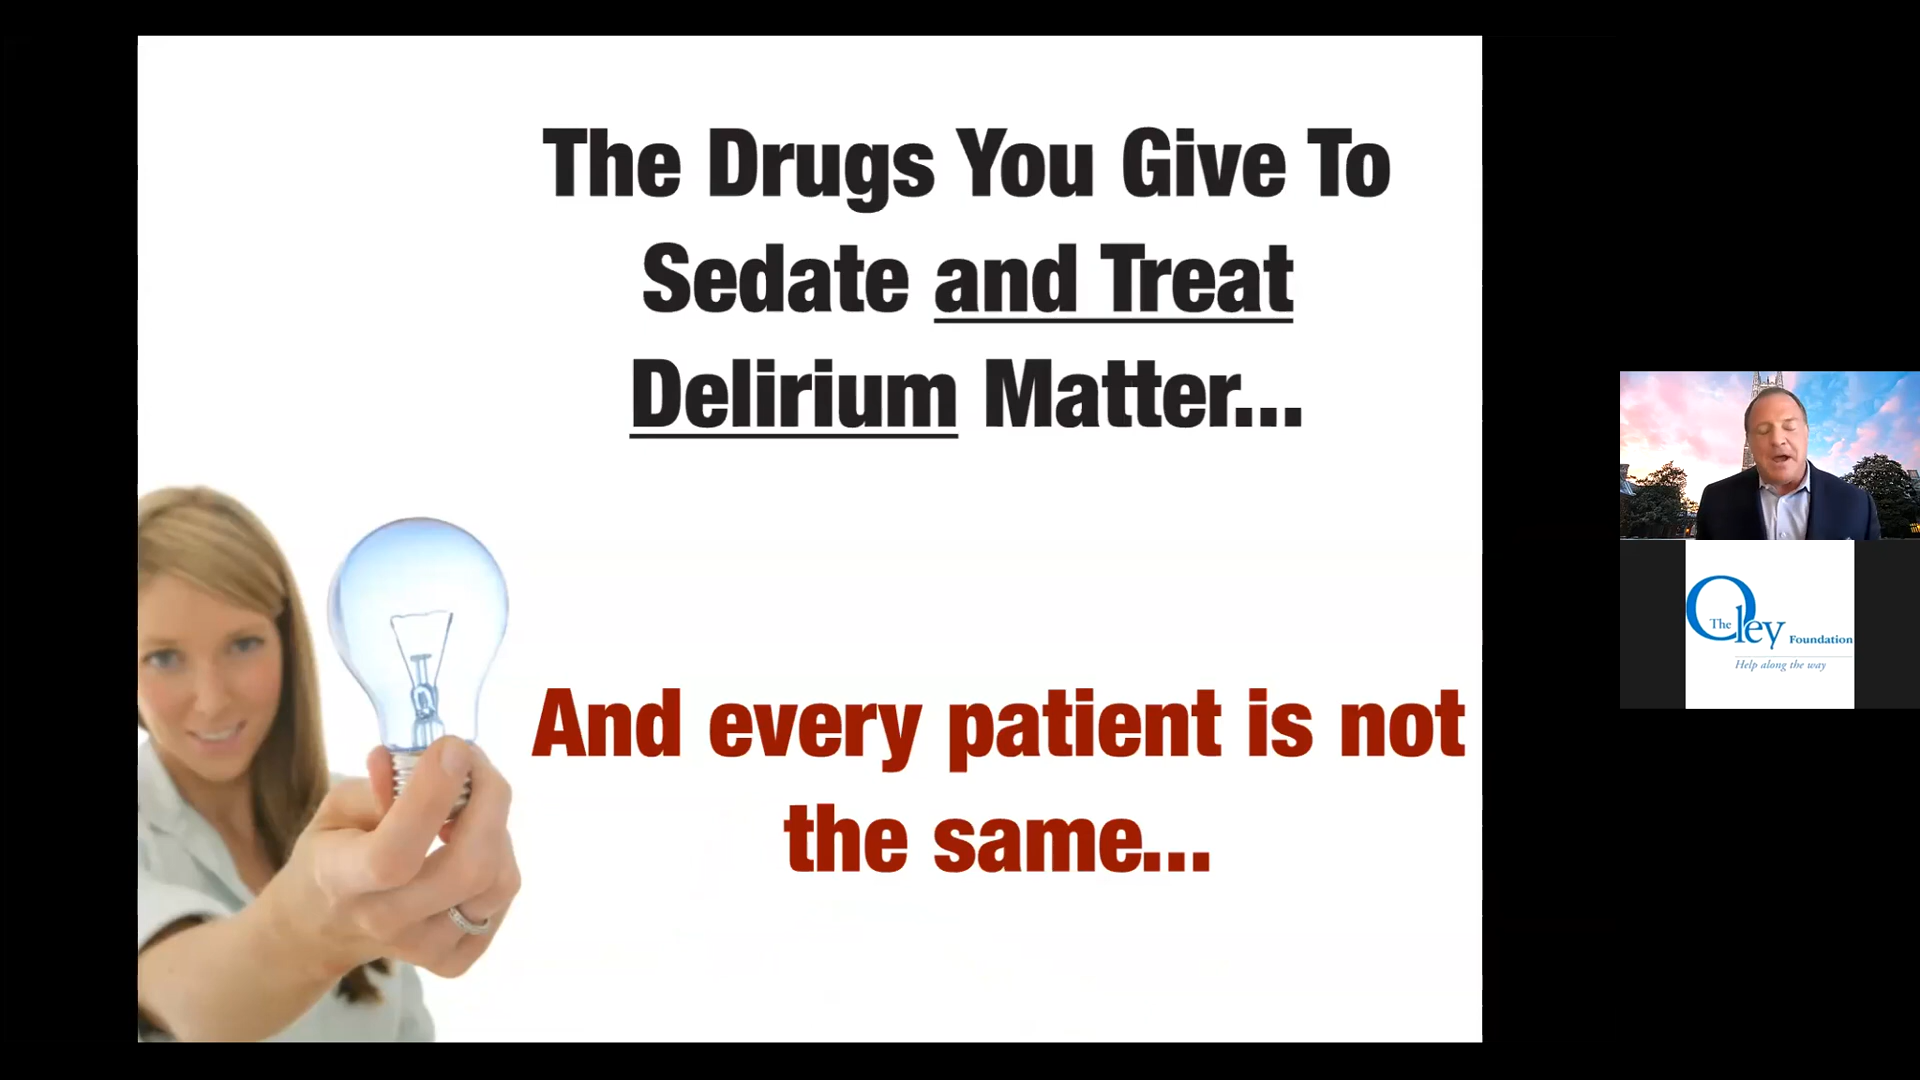 The Drugs You Give To
Sedate and Treat
Delirium Matter...
And every patient is not
the same...
The Oley Foundation
Help along the way